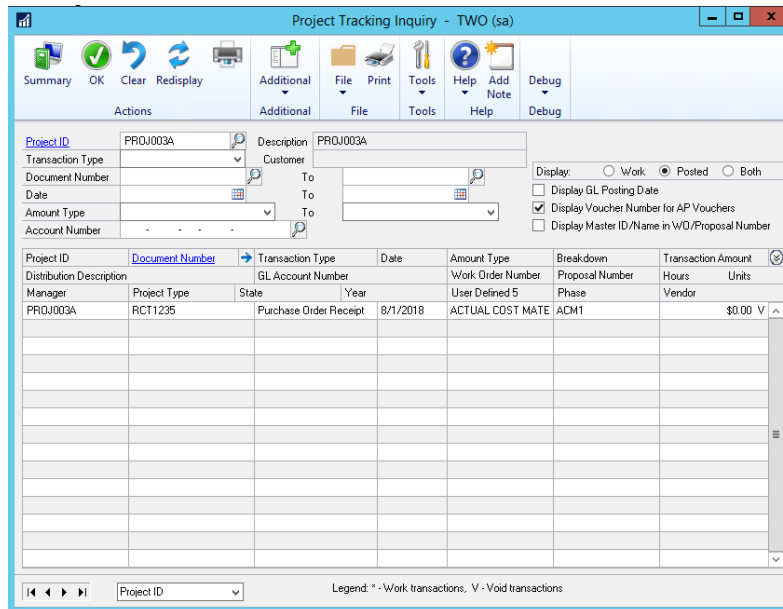 Project Tracking Inquiry - TWO (sa)
Summary OK Clear Redisplay Additional File Print Tools Help Add Note Debug
Actions Additional File Tools Help Debug
Project ID PROJ003A Description PROJ003A
Transaction Type Customer
Document Number To
Date To
Amount Type To
Account Number - - - -
Display: Work Posted Both
Display GL Posting Date
Display Voucher Number for AP Vouchers
Display Master ID/Name in WO/Proposal Number
Project ID Document Number Transaction Type Date Amount Type Breakdown Transaction Amount
Distribution Description GL Account Number Work Order Number Proposal Number Hours Units
Manager Project Type State Year User Defined 5 Phase Vendor
PROJ003A RCT1235 Purchase Order Receipt 8/1/2018 ACTUAL COST MATE ACM1 $0.00 V
Project ID Legend: * - Work transactions, V - Void transactions